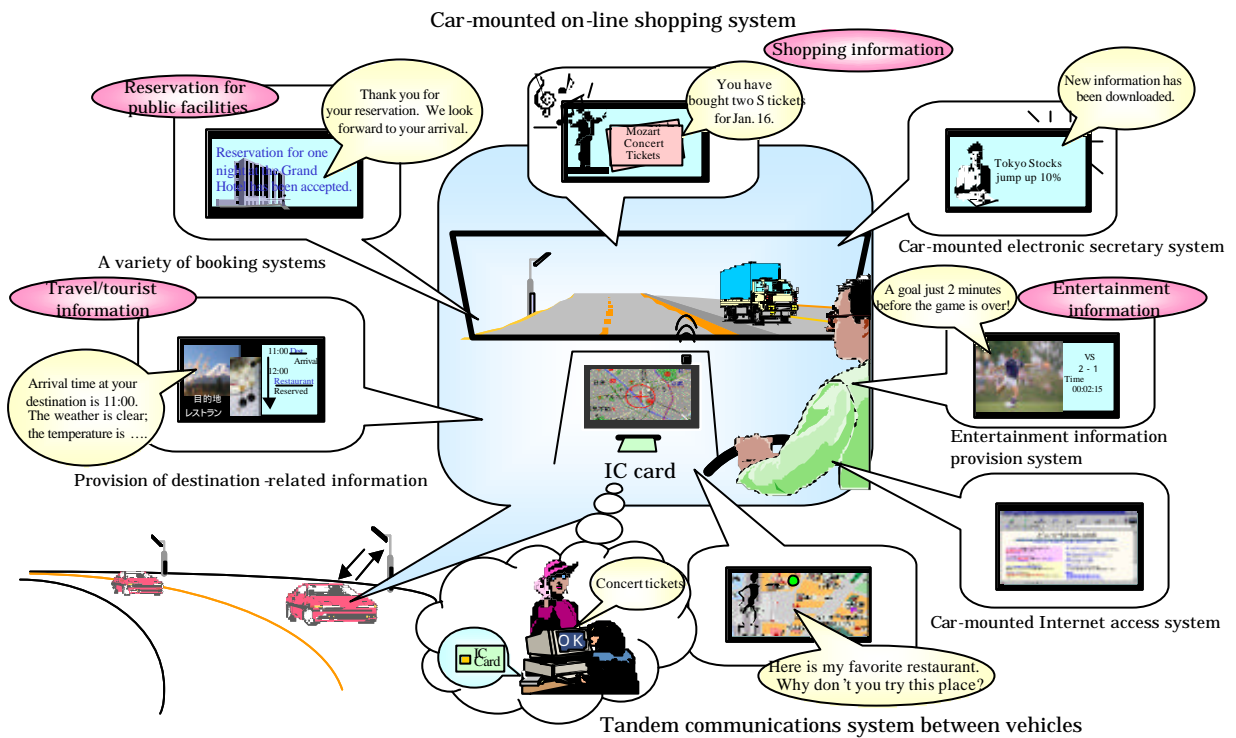 Car-mounted on-line shopping system
Shopping information
Reservation for
public facilities
Thank you for
your reservation. We look
forward to your arrival.
Reservation for one
night at the Grand
Hotel has been accepted.
You have
bought two S tickets
for Jan. 16.
Mozart
Concert
Tickets
New information has
been downloaded.
Tokyo Stocks
jump up 10%
Car-mounted electronic secretary system
A variety of booking systems
Travel/tourist
information
11:00 Dst.
Arrival
12:00
Restaurant
Reserved
目的地
レストラン
Arrival time at your
destination is 11:00.
The weather is clear;
the temperature is ….
Provision of destination -related information
A goal just 2 minutes
before the game is over!
Entertainment
information
VS
2 - 1
Time
00:02:15
Entertainment information
provision system
IC card
Car-mounted Internet access system
Concert tickets
OK
IC
Card
Here is my favorite restaurant.
Why don't you try this place?
Tandem communications system between vehicles